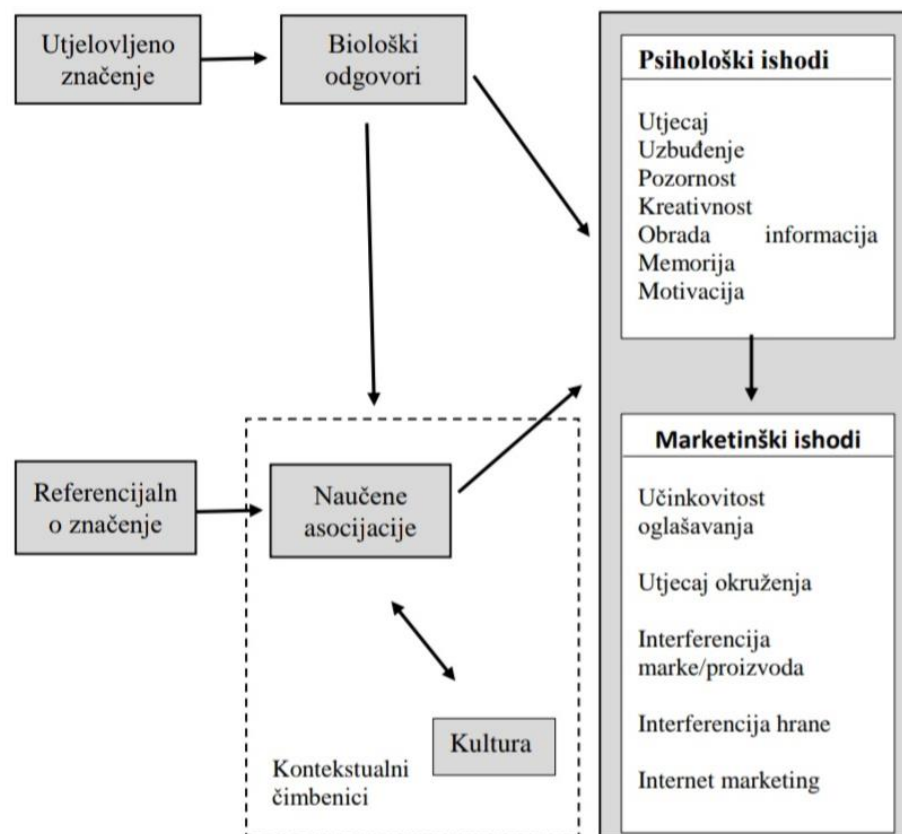 Utjelovljeno
značenje
Biološki
odgovori
Psihološki ishodi
Utjecaj
Uzbuđenje
Pozornost
Kreativnost
Obrada informacija
Memorija
Motivacija
Referencijaln
o značenje
Naučene
asocijacije
Kultura
Kontekstualni
čimbenici
Marketinški ishodi
Učinkovitost
oglašavanja
Utjecaj okruženja
Interferencija
marke/proizvoda
Interferencija hrane
Internet marketing